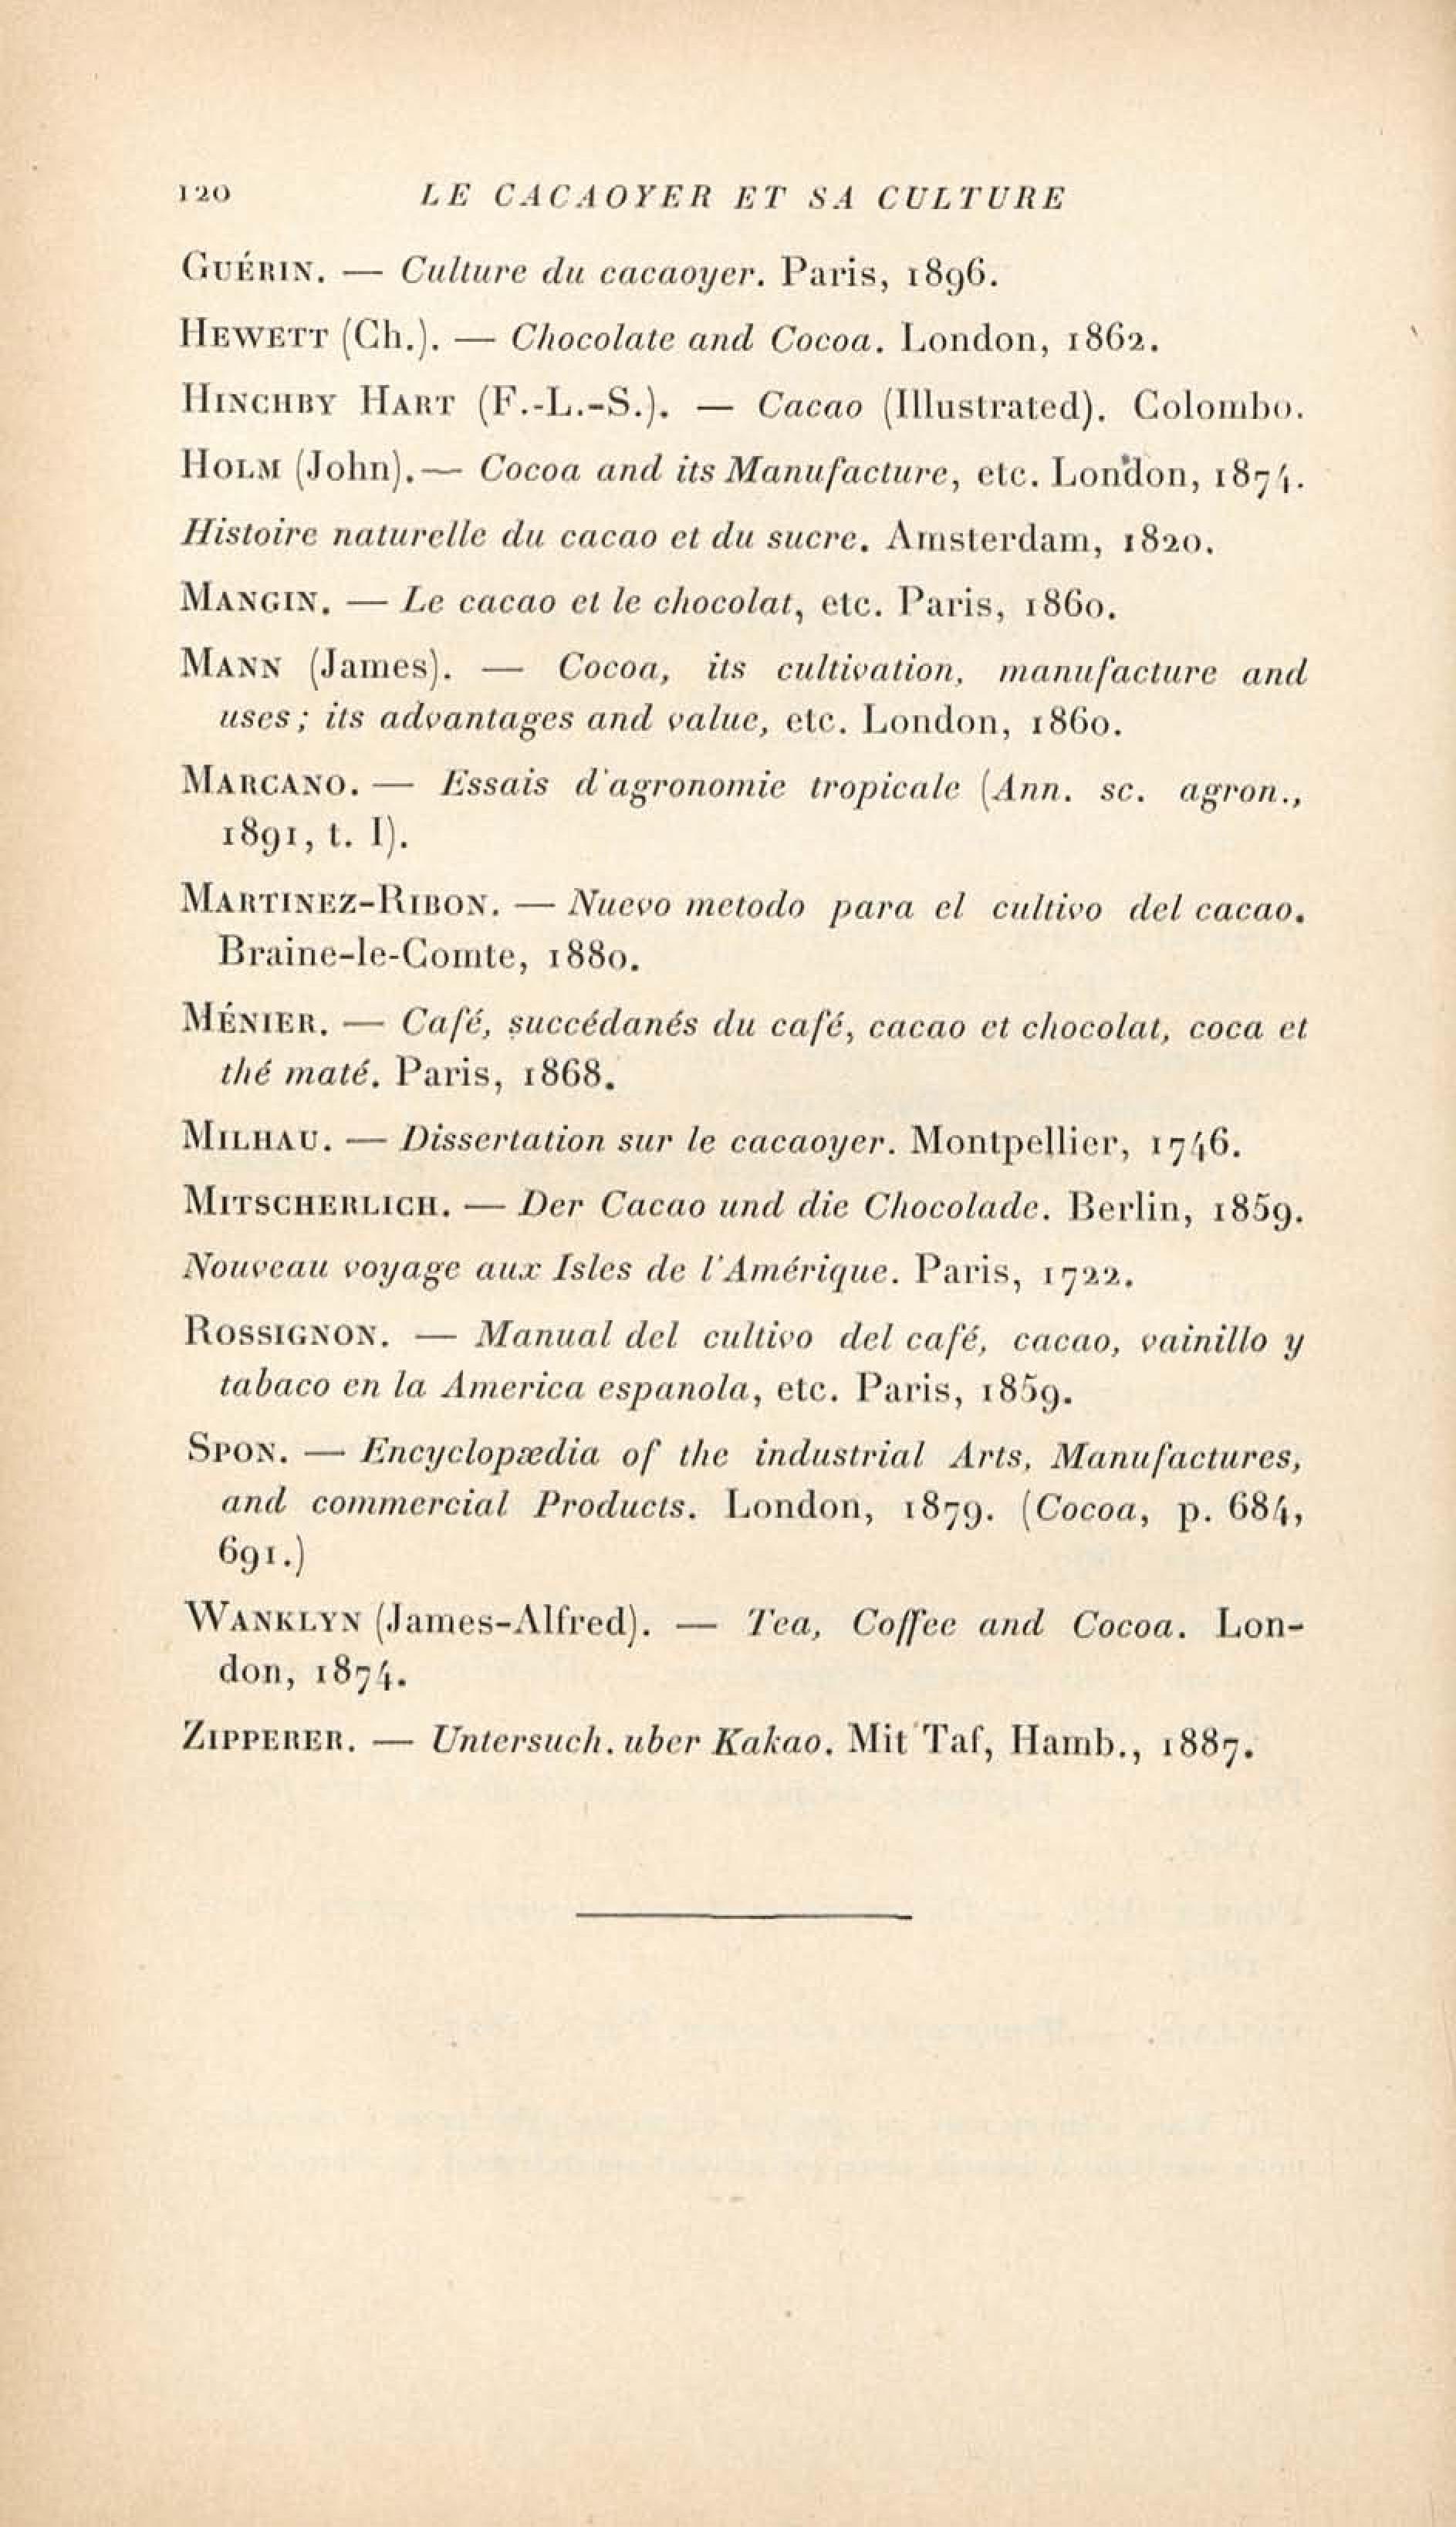 120 LE CACAOYER ET SA CULTURE
GUÉRIN. — Culture du cacaoyer. Paris, 1896.
HEWETT (Ch.). — Chocolate and Cocoa. London, 1862.
HINCHBY HART (F.-L.-S.). — Cacao (Illustrated). Colombo.
HOLM (John). — Cocoa and its Manufacture, etc. London, 1874.
Histoire naturelle du cacao et du sucre. Amsterdam, 1820.
MANGIN. — Le cacao et le chocolat, etc. Paris, 1860.
MANN (James). — Cocoa, its cultivation, manufacture and
uses ; its advantages and value, etc. London, 1860.
MARCANO. — Essais d'agronomie tropicale (Ann. sc. agron.,
1891, t. I).
MARTINEZ-RIBON. — Nuevo metodo para el cultivo del cacao.
Braine-le-Comte, 1880.
MÉNIER. — Café, succédanés du café, cacao et chocolat, coca et
thé maté. Paris, 1868.
MILHAU. — Dissertation sur le cacaoyer. Montpellier, 1746.
MITSCHERLICH. — Der Cacao und die Chocolade. Berlin, 1859.
Nouveau voyage aux Isles de l'Amérique. Paris, 1722.
ROSSIGNON. — Manual del cultivo del café, cacao, vainillo y
tabaco en la America espanola, etc. Paris, 1859.
SPON. — Encyclopædia of the industrial Arts, Manufactures,
and commercial Products. London, 1879. (Cocoa, p. 684,
691.)
WANKLYN (James-Alfred). — Tea, Coffee and Cocoa. Lon-
don, 1874.
ZIPPERER. — Untersuch. uber Kakao. Mit Taf, Hamb., 1887.